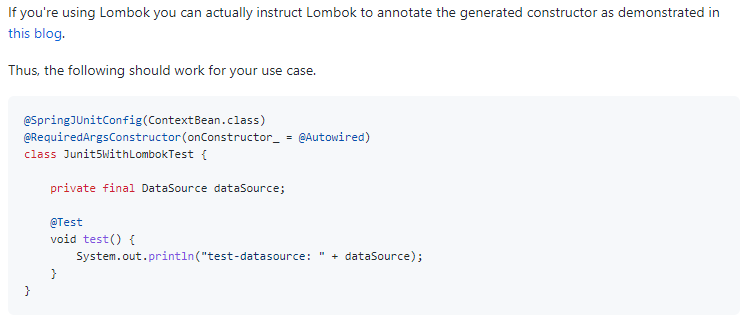 If you're using Lombok you can actually instruct Lombok to annotate the generated constructor as demonstrated in
this blog.
Thus, the following should work for your use case.
@SpringJUnitConfig(ContextBean.class)
@RequiredArgsConstructor(onConstructor_ = @Autowired)
class Junit5WithLombokTest {
    private final DataSource dataSource;
    @Test
    void test() {
        System.out.println("test-datasource: " + dataSource);
    }
}